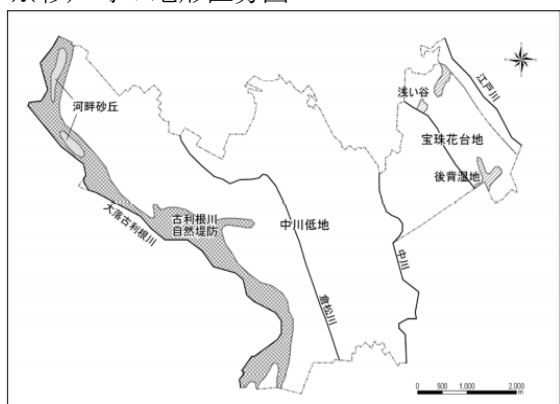 河畔砂丘
大落古利根川
古利根川
自然堤防
中川低地
倉松川
中川
浅い谷
宝珠花台地
後背湿地
江戸川
0 500 1,000 2,000
m